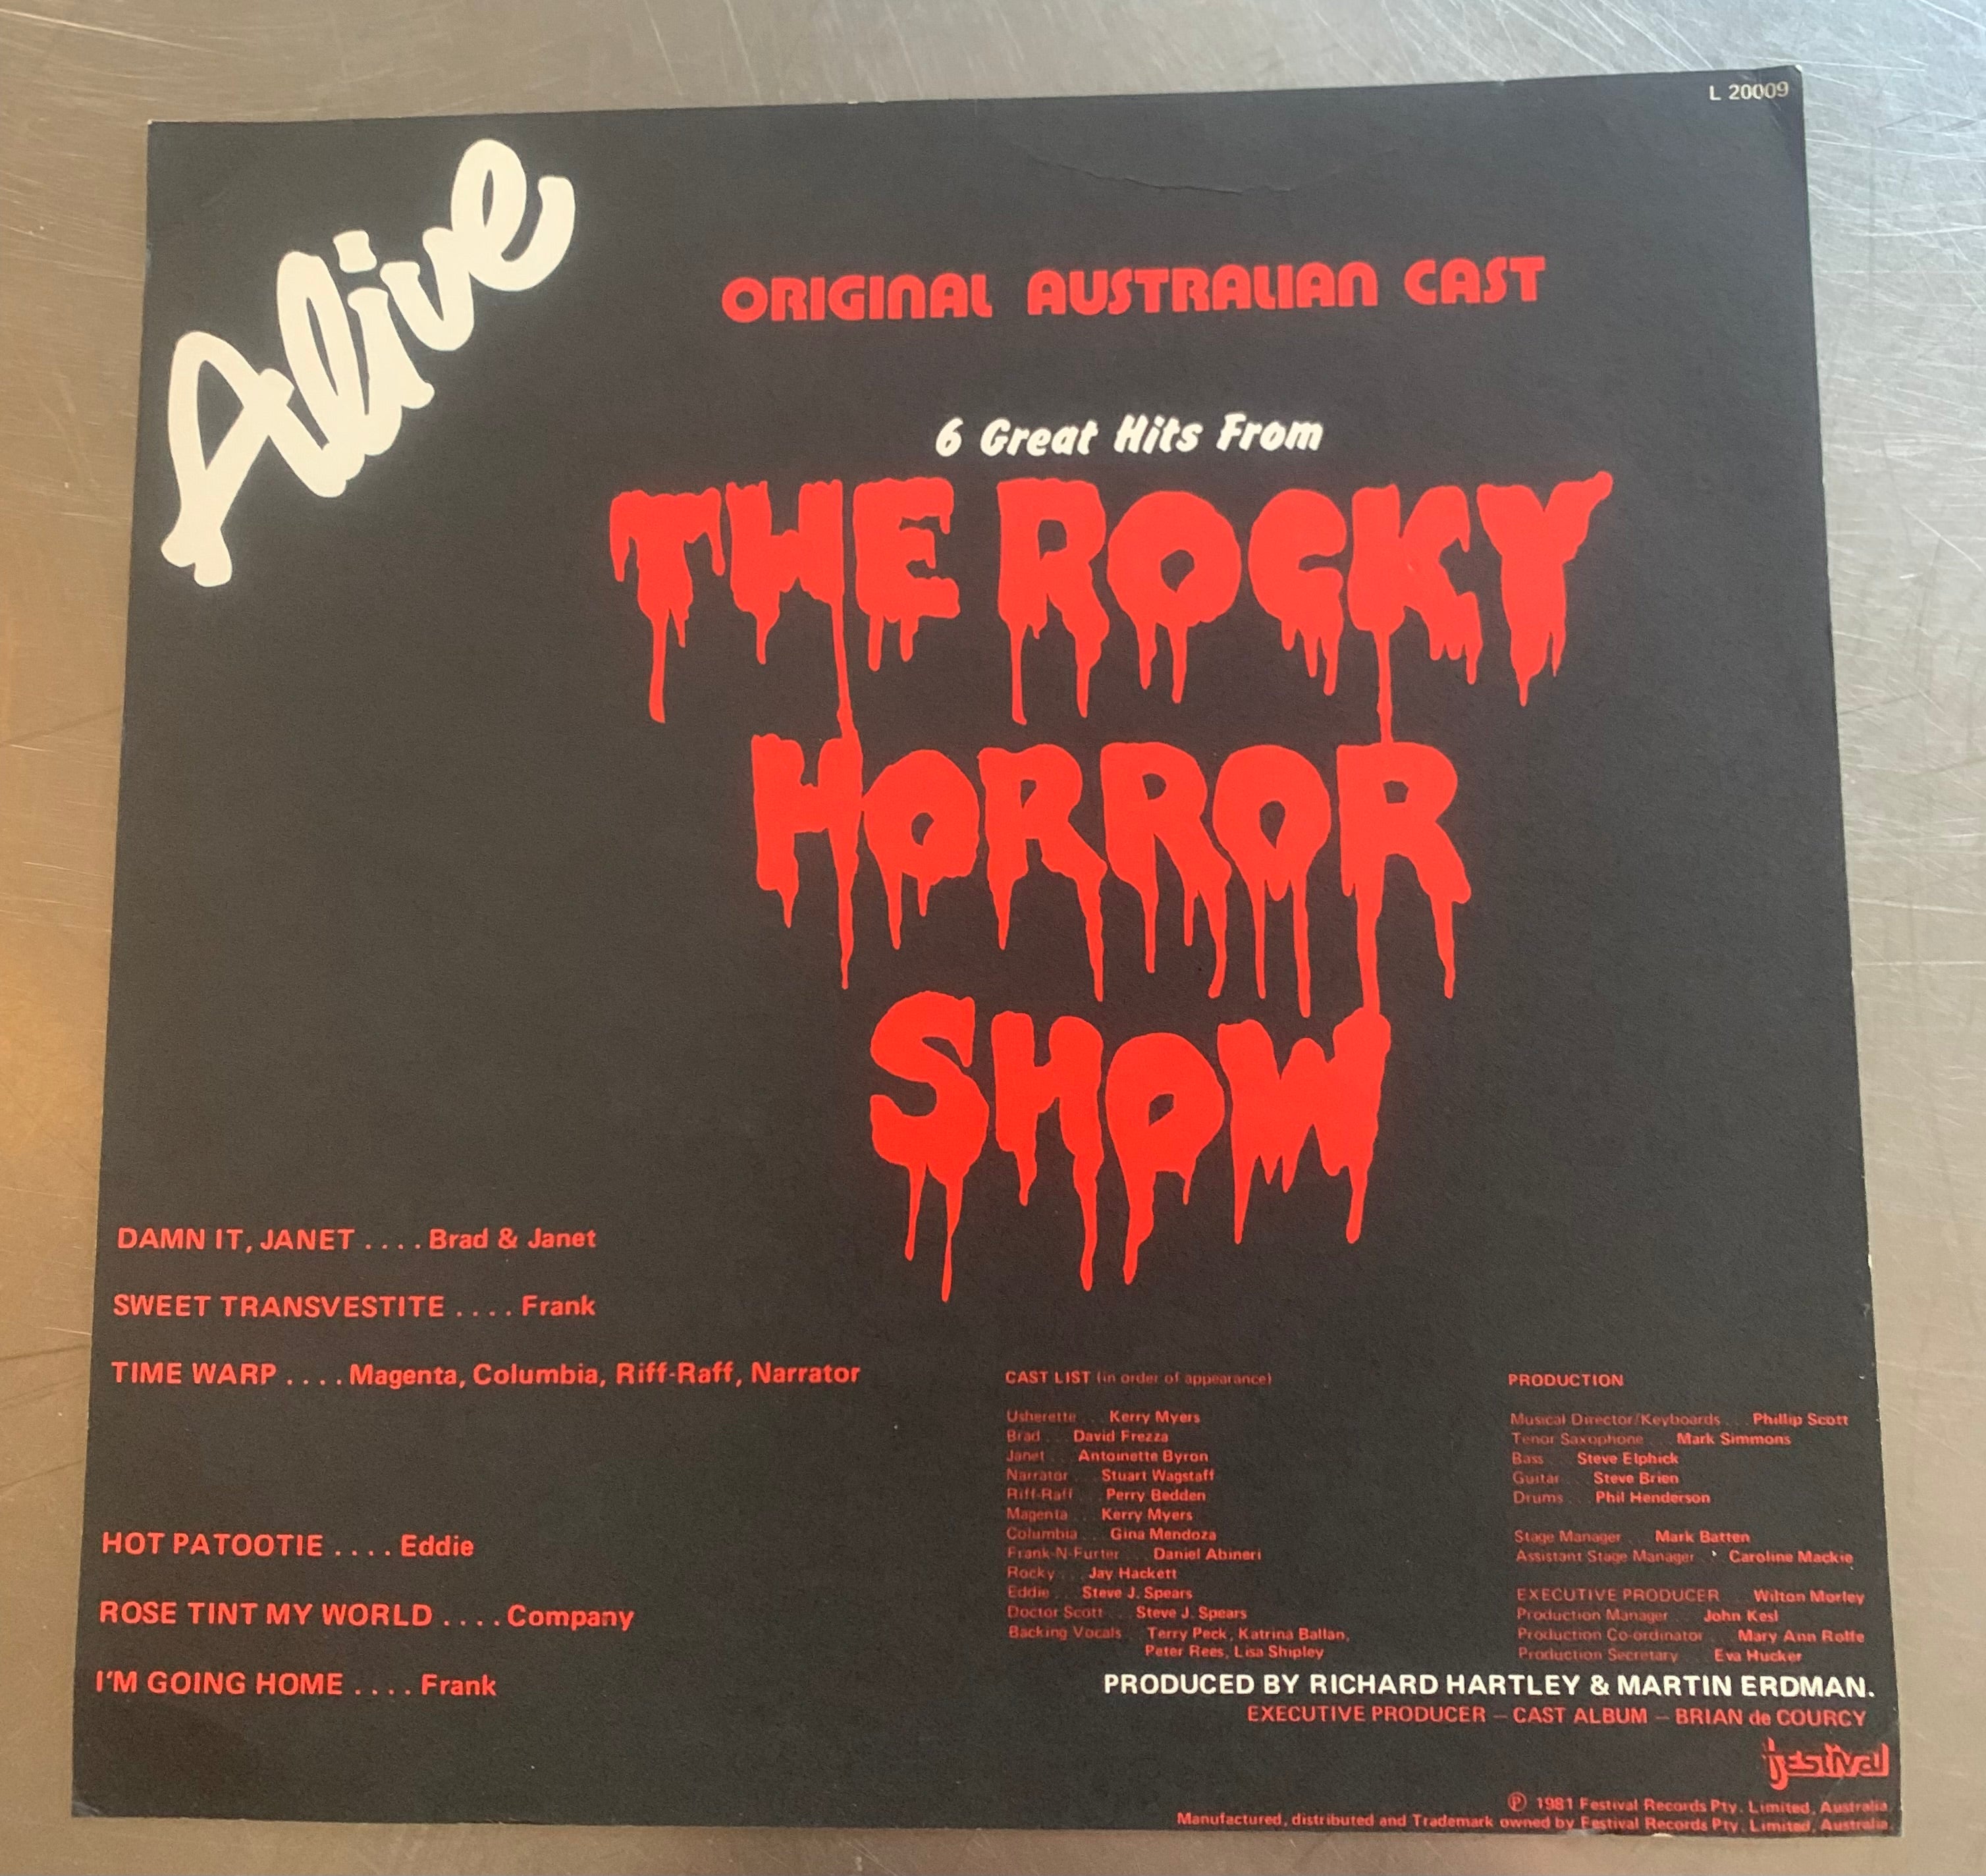 L 20009
Alive
ORIGINAL AUSTRALIAN CAST
6 Great Hits From
THE ROCKY
HORROR
SHOW
DAMN IT, JANET .... Brad & Janet
SWEET TRANSVESTITE .... Frank
TIME WARP .... Magenta, Columbia, Riff-Raff, Narrator
HOT PATOOTIE .... Eddie
ROSE TINT MY WORLD .... Company
I'M GOING HOME .... Frank
CAST LIST (in order of appearance)
Usherette ... Kerry Myers
Brad ... David Frezza
Janet ... Antoinette Byron
Narrator ... Stuart Wagstaff
Riff-Raff ... Perry Bedden
Magenta ... Kerry Myers
Columbia ... Gina Mendoza
Frank-N-Furter ... Daniel Abineri
Rocky ... Jay Hackett
Eddie ... Steve J. Spears
Doctor Scott ... Steve J. Spears
Backing Vocals ... Terry Peck, Katrina Ballan,
Peter Rees, Lisa Shipley
PRODUCTION
Musical Director/Keyboards ... Phillip Scott
Tenor Saxophone ... Mark Simmons
Bass ... Steve Elphick
Guitar ... Steve Brien
Drums ... Phil Henderson
Stage Manager ... Mark Batten
Assistant Stage Manager ... Caroline Mackie
EXECUTIVE PRODUCER ... Wilton Morley
Production Manager ... John Kesl
Production Co-ordinator ... Mary Ann Rolfe
Production Secretary ... Eva Hucker
PRODUCED BY RICHARD HARTLEY & MARTIN ERDMAN.
EXECUTIVE PRODUCER – CAST ALBUM – BRIAN de COURCY
festival
℗ 1981 Festival Records Pty. Limited, Australia
Manufactured, distributed and Trademark owned by Festival Records Pty. Limited, Australia.